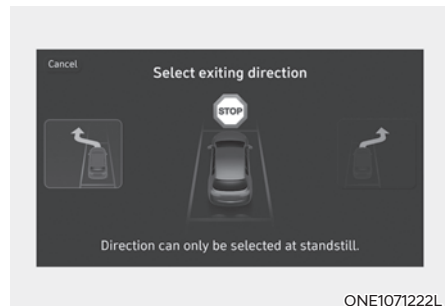 Cancel
Select exiting direction
STOP
Direction can only be selected at standstill.
ONE1071222L